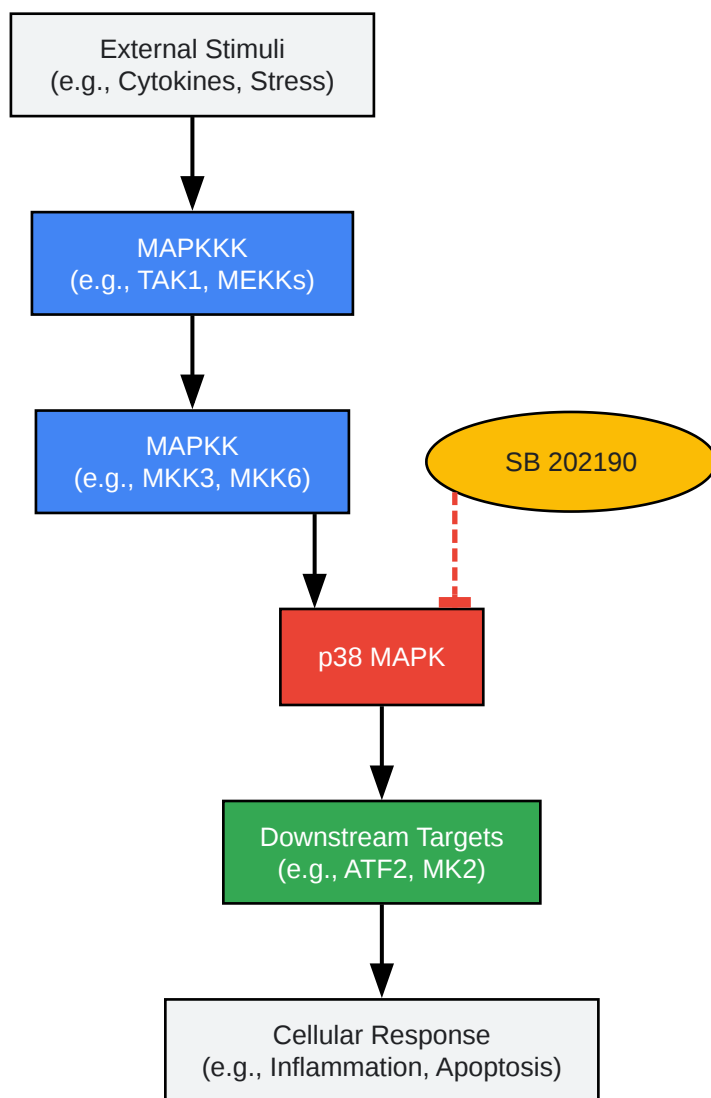 External Stimuli
(e.g., Cytokines, Stress)
MAPKKK
(e.g., TAK1, MEKKs)
MAPKK
(e.g., MKK3, MKK6)
SB 202190
p38 MAPK
Downstream Targets
(e.g., ATF2, MK2)
Cellular Response
(e.g., Inflammation, Apoptosis)